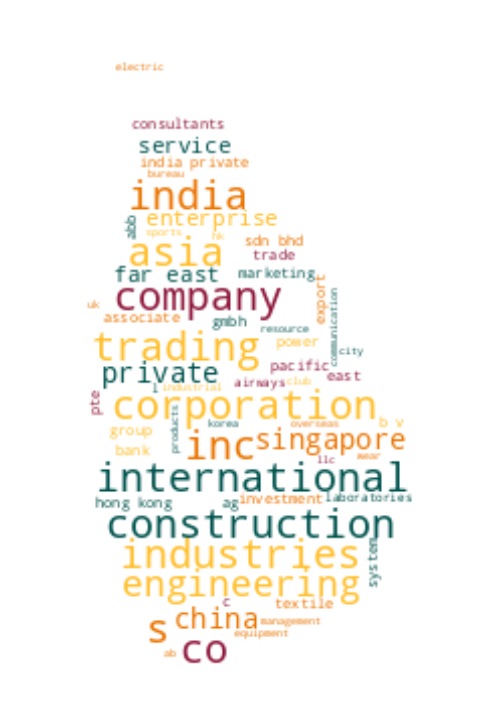 electric
consultants
service
india private
bureau
india
abb
enterprise
sports
hk
asia
sdn bhd
trade
far east
marketing
company
uk
export
associate
gmbh
resource
communication
trading
power
city
private
pacific
east
airways
club
l
industrial
pte
corporation
products
korea
overseas
b v
group
inc
singapore
bank
llc
wear
international
hong kong
ag
investment
laboratories
construction
industries
system
engineering
c
textile
s
china
management
equipment
ab
co